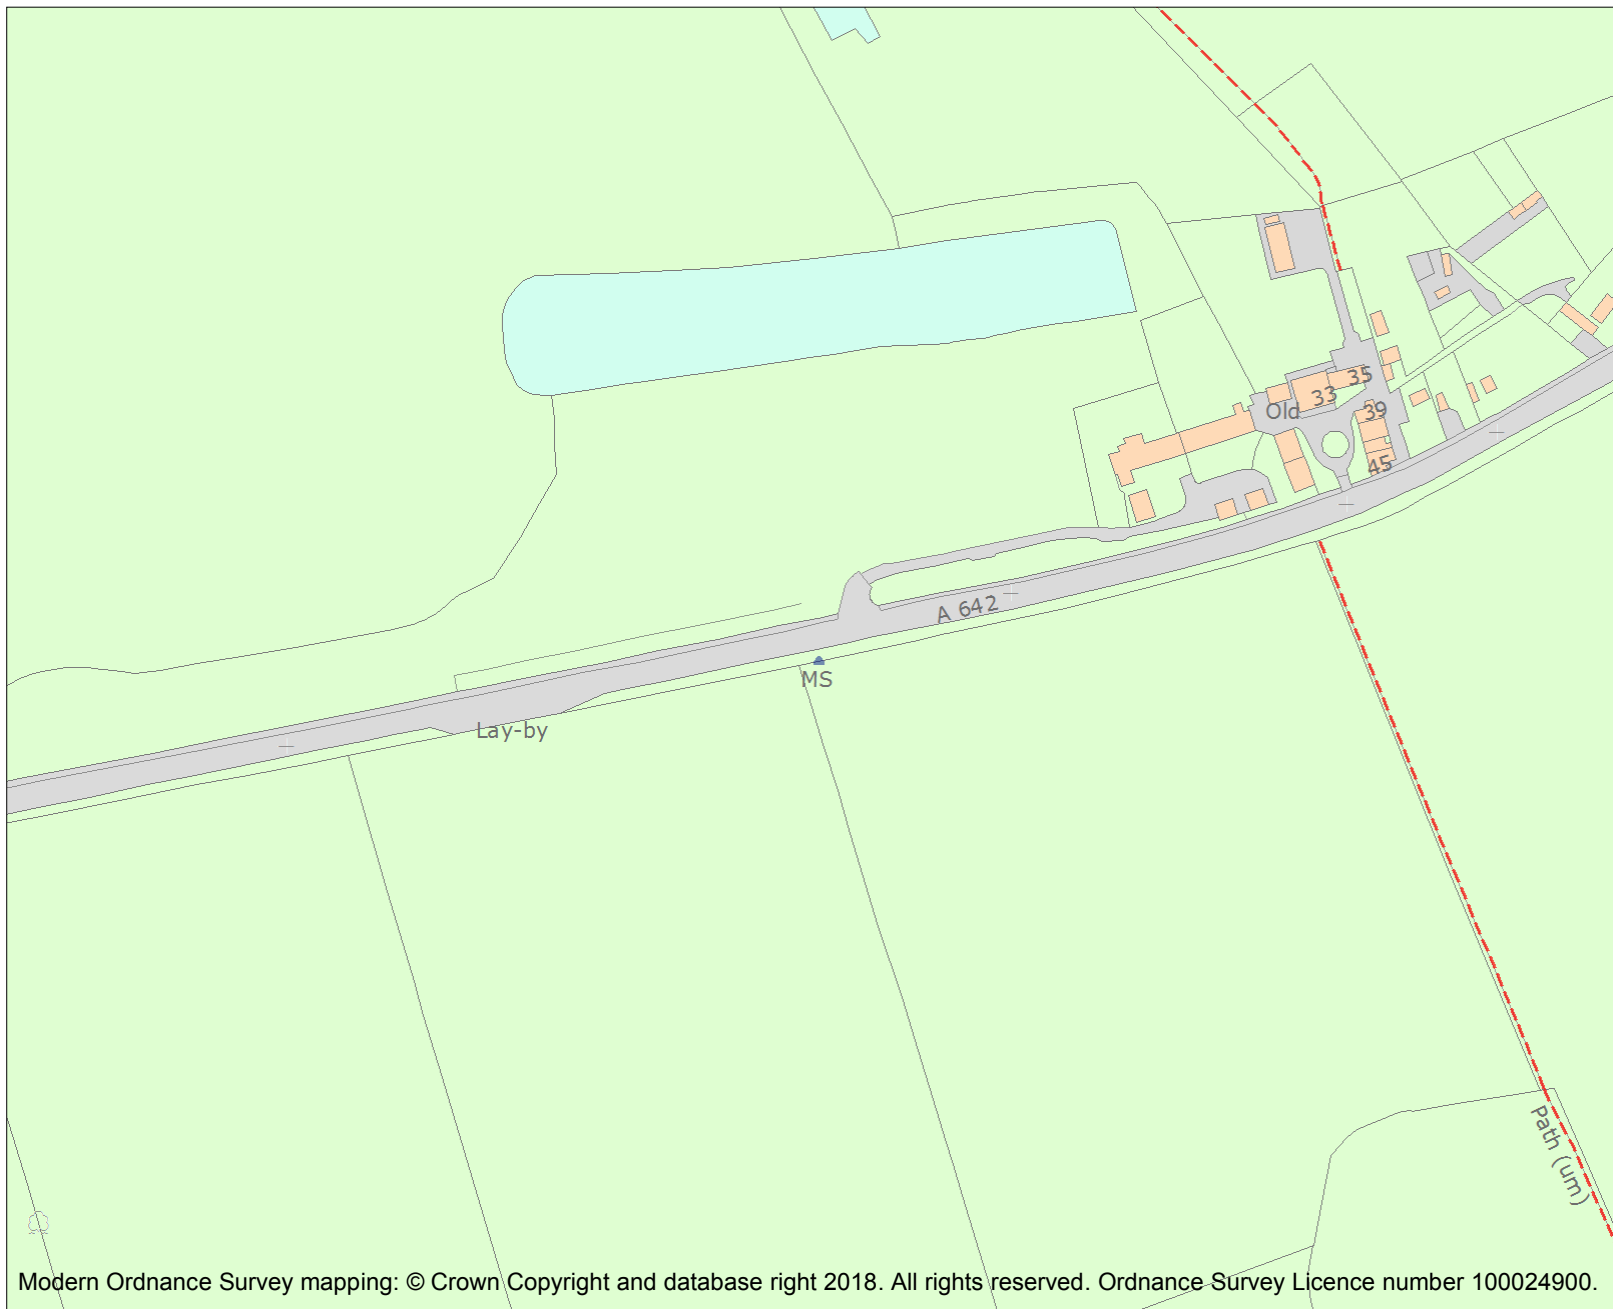 35
33
Old
39
45
A 642
MS
Lay-by
Path (um)
Modern Ordnance Survey mapping: © Crown Copyright and database right 2018. All rights reserved. Ordnance Survey Licence number 100024900.